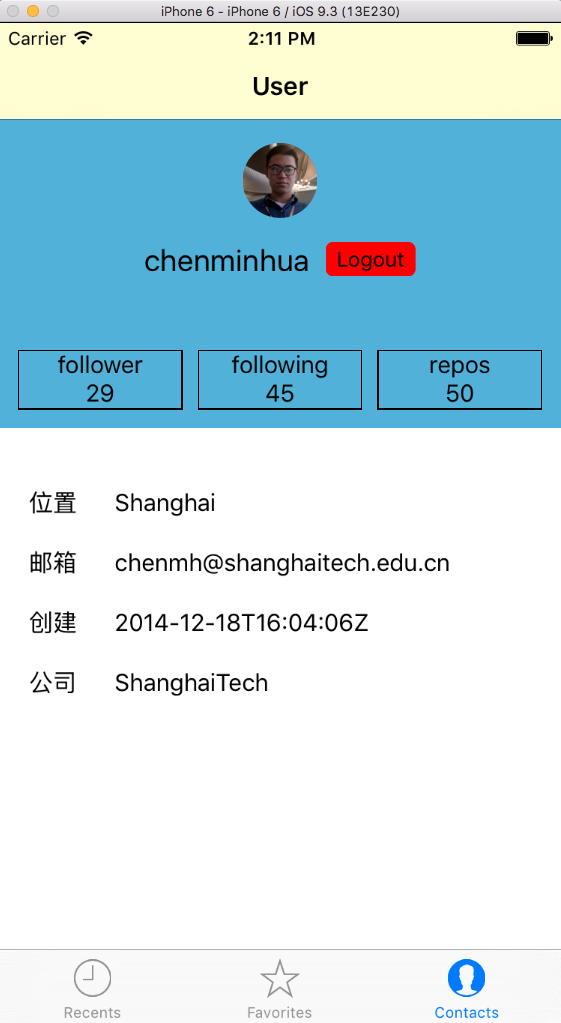 iPhone 6 - iPhone 6 / iOS 9.3 (13E230)
Carrier 2:11 PM
User
chenminhua Logout
follower following repos
29 45 50
位置 Shanghai
邮箱 chenmh@shanghaitech.edu.cn
创建 2014-12-18T16:04:06Z
公司 ShanghaiTech
Recents Favorites Contacts